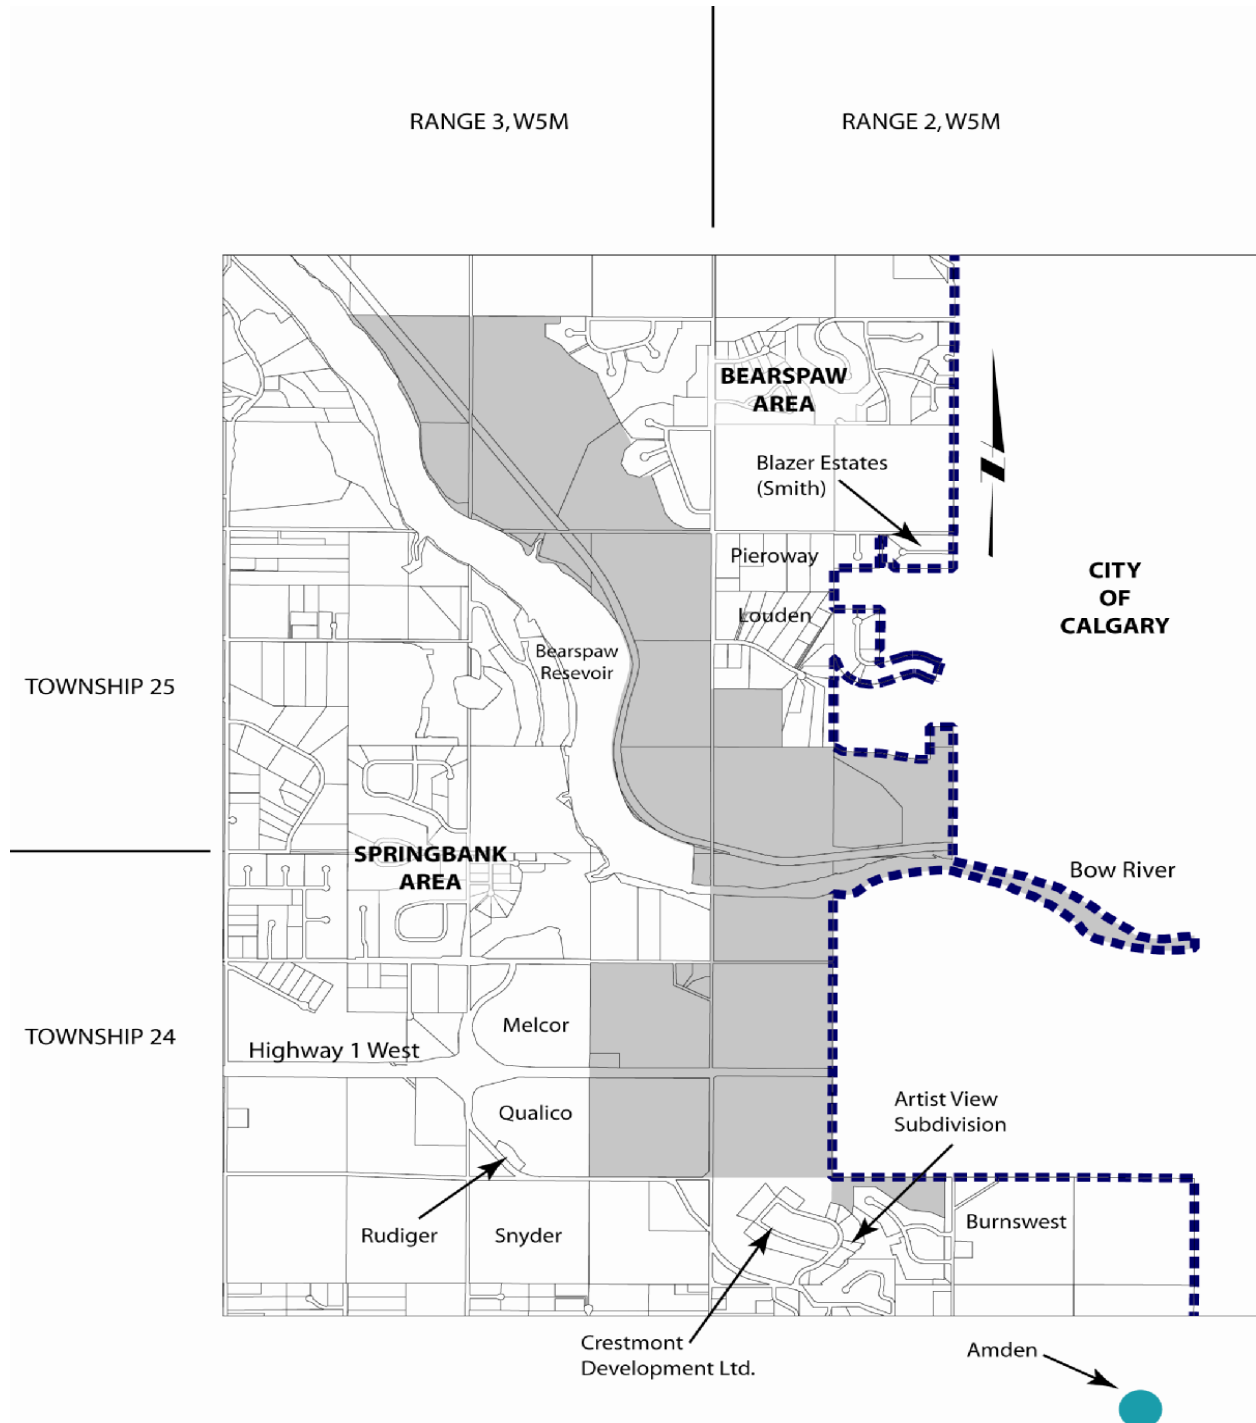 RANGE 3, W5M
RANGE 2, W5M
BEARSPAW
AREA
Blazer Estates
(Smith)
Pieroway
CITY
OF
CALGARY
Louden
Bearspaw
Resevoir
TOWNSHIP 25
SPRINGBANK
AREA
Bow River
Melcor
TOWNSHIP 24
Highway 1 West
Artist View
Subdivision
Qualico
Rudiger
Snyder
Burnswest
Crestmont
Development Ltd.
Amden